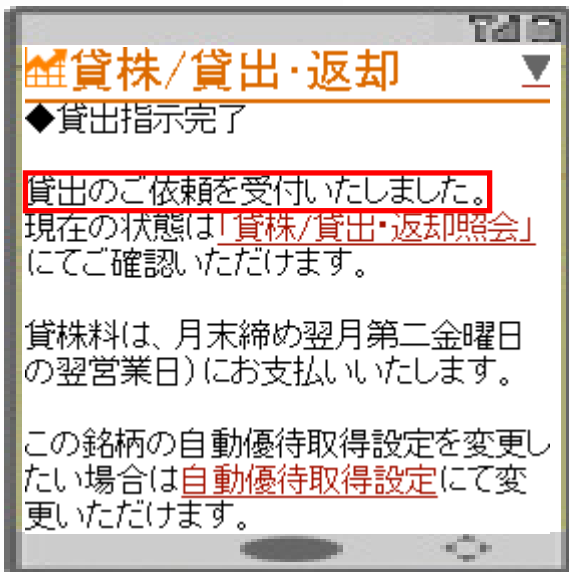 貸株/貸出･返却 ▼
◆貸出指示完了
貸出のご依頼を受付いたしました。
現在の状態は「貸株/貸出･返却照会」
にてご確認いただけます。
貸株料は、月末締め翌月第二金曜日
の翌営業日)にお支払いいたします。
この銘柄の自動優待取得設定を変更し
たい場合は自動優待取得設定にて変
更いただけます。